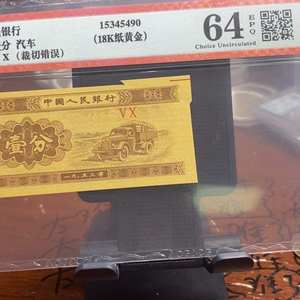 银行
15345490
分 汽车
(18K纸黄金)
X (裁切错误)
64
EPQ
Choice Uncirculated
中国人民银行
VX
壹分
一九五三年